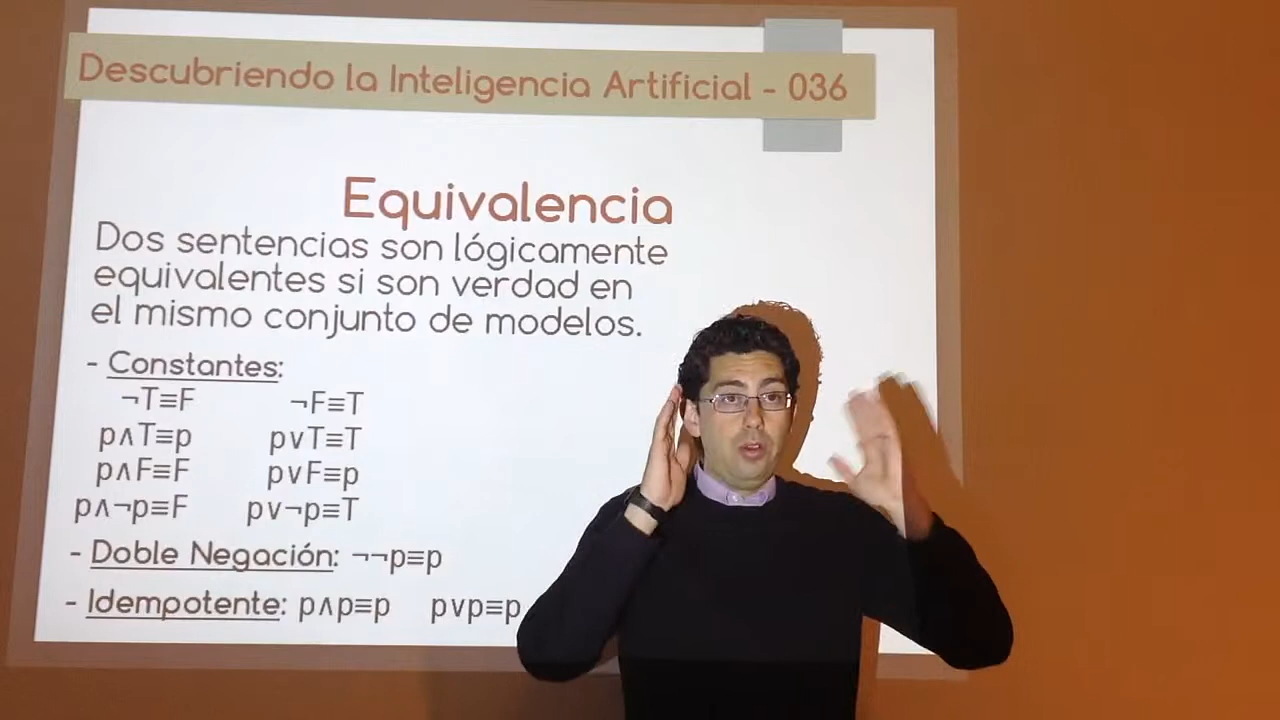 Descubriendo la Inteligencia Artificial - 036
Equivalencia
Dos sentencias son lógicamente
equivalentes si son verdad en
el mismo conjunto de modelos.
- Constantes:
¬T≡F ¬F≡T
p∧T≡p p∨T≡T
p∧F≡F p∨F≡p
p∧¬p≡F p∨¬p≡T
- Doble Negación: ¬¬p≡p
- Idempotente: p∧p≡p p∨p≡p